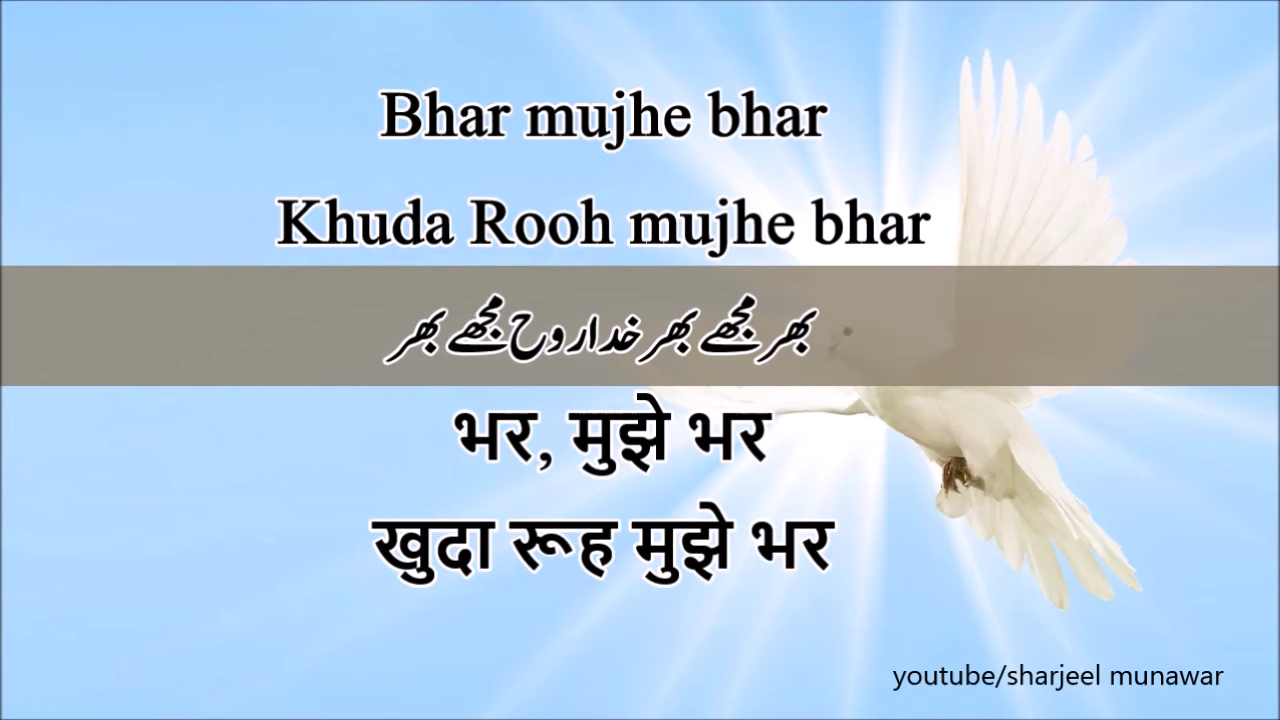 Bhar mujhe bhar
Khuda Rooh mujhe bhar
بھر مجھے بھر خدا روح مجھے بھر
भर, मुझे भर
खुदा रूह मुझे भर
youtube/sharjeel munawar